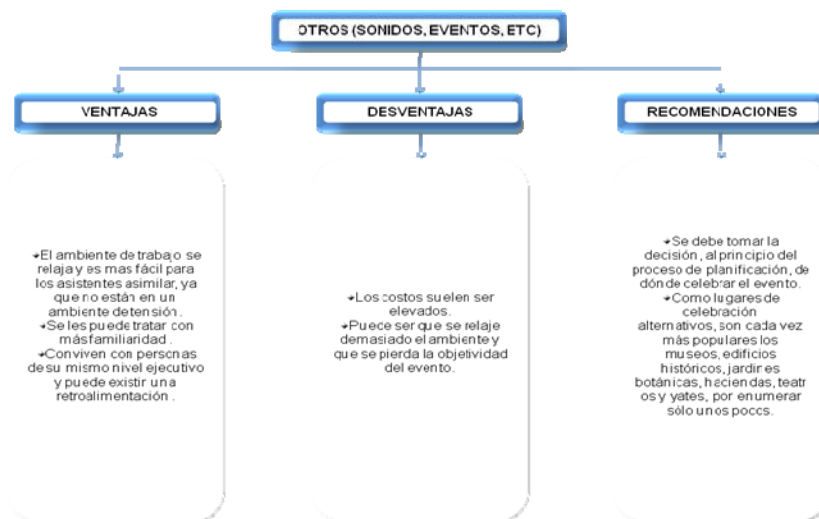 OTROS (SONIDOS, EVENTOS, ETC)
VENTAJAS
El ambiente de trabajo se
relaja y es mas fácil para
los asistentes asimilar, ya
que no están en un
ambiente de tensión.
Se les puede tratar con
más familiaridad.
Conviven con personas
de su mismo nivel ejecutivo
y puede existir una
retroalimentación.
DESVENTAJAS
Los costos suelen ser
elevados.
Puede ser que se relaje
demasiado el ambiente y
que se pierda la objetividad
del evento.
RECOMENDACIONES
Se debe tomar la
decisión, al principio del
proceso de planificación, de
dónde celebrar el evento.
Como lugares de
celebración
alternativos, son cada vez
más populares los
museos, edificios
históricos, jardines
botánicas, haciendas, teatr
os y yates, por enumerar
sólo unos pocos.